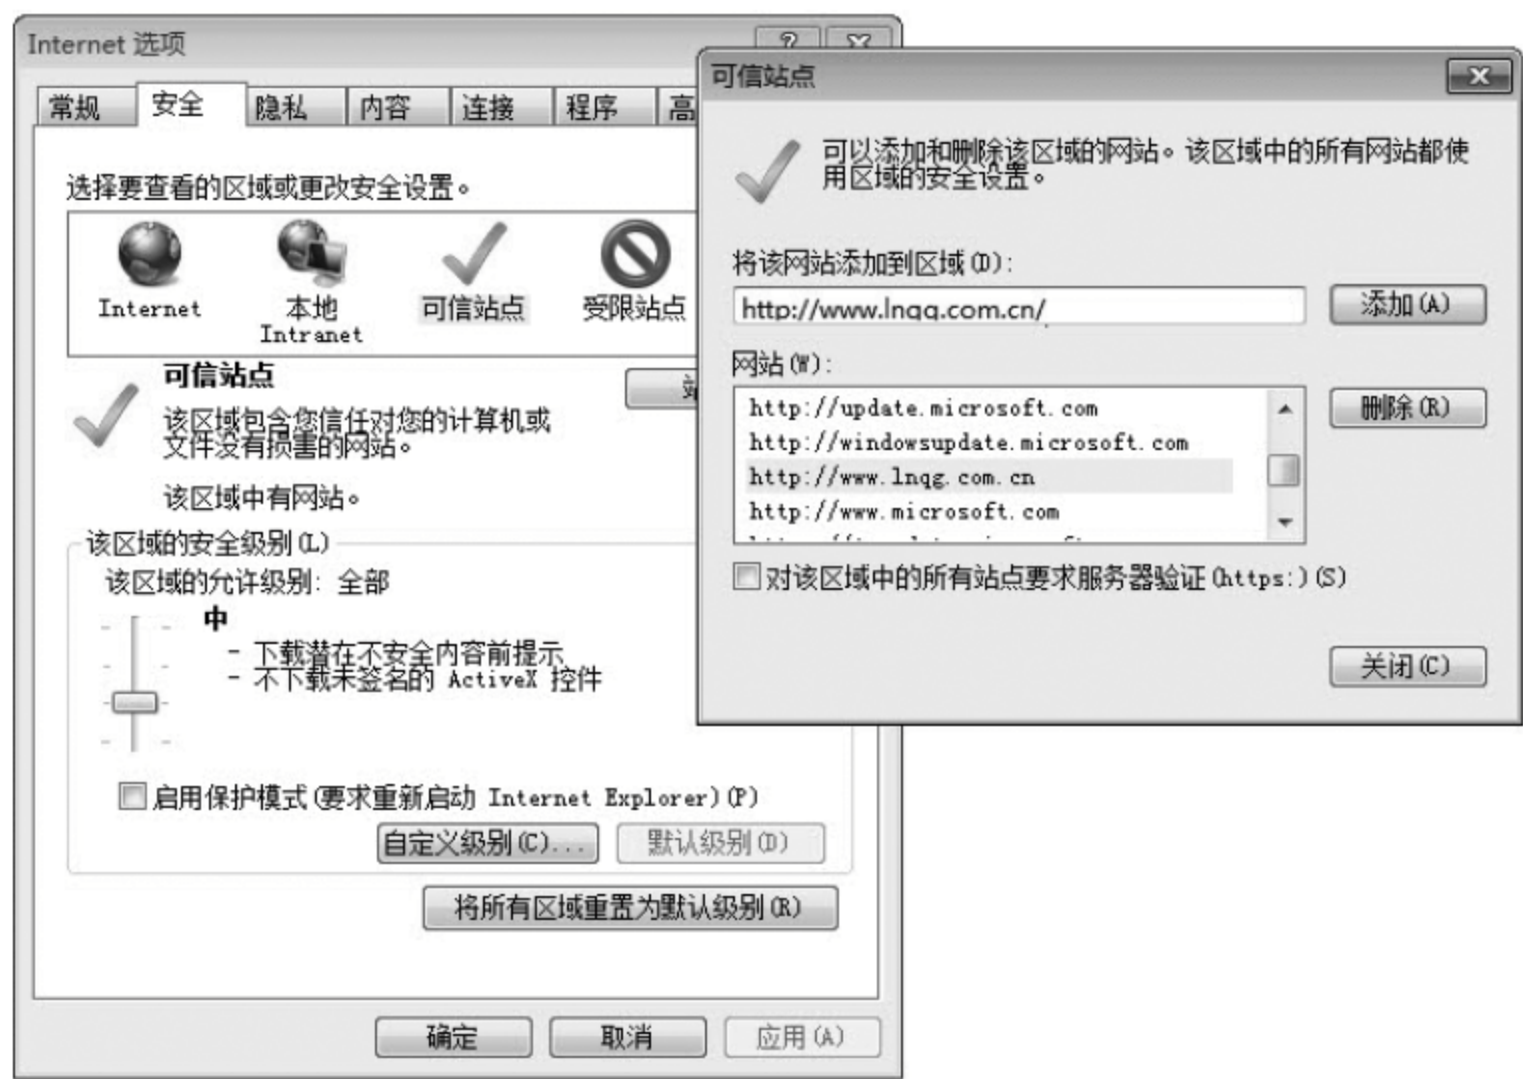 Internet 选项
常规 安全 隐私 内容 连接 程序 高
选择要查看的区域或更改安全设置。
Internet
本地
Intranet
可信站点
受限站点
可信站点
该区域包含您信任对您的计算机或
文件没有损害的网站。
该区域中有网站。
该区域的安全级别(L)
该区域的允许级别: 全部
中
- 下载潜在不安全内容前提示
- 不下载未签名的 ActiveX 控件
启用保护模式(要求重新启动 Internet Explorer)(P)
自定义级别(C)...
默认级别(D)
将所有区域重置为默认级别(R)
确定
取消
应用(A)
可信站点
可以添加和删除该区域的网站。该区域中的所有网站都使
用区域的安全设置。
将该网站添加到区域(D):
http://www.lnqg.com.cn/
添加(A)
网站(W):
http://update.microsoft.com
http://windowsupdate.microsoft.com
http://www.lnqg.com.cn
http://www.microsoft.com
删除(R)
对该区域中的所有站点要求服务器验证(https:)(S)
关闭(C)